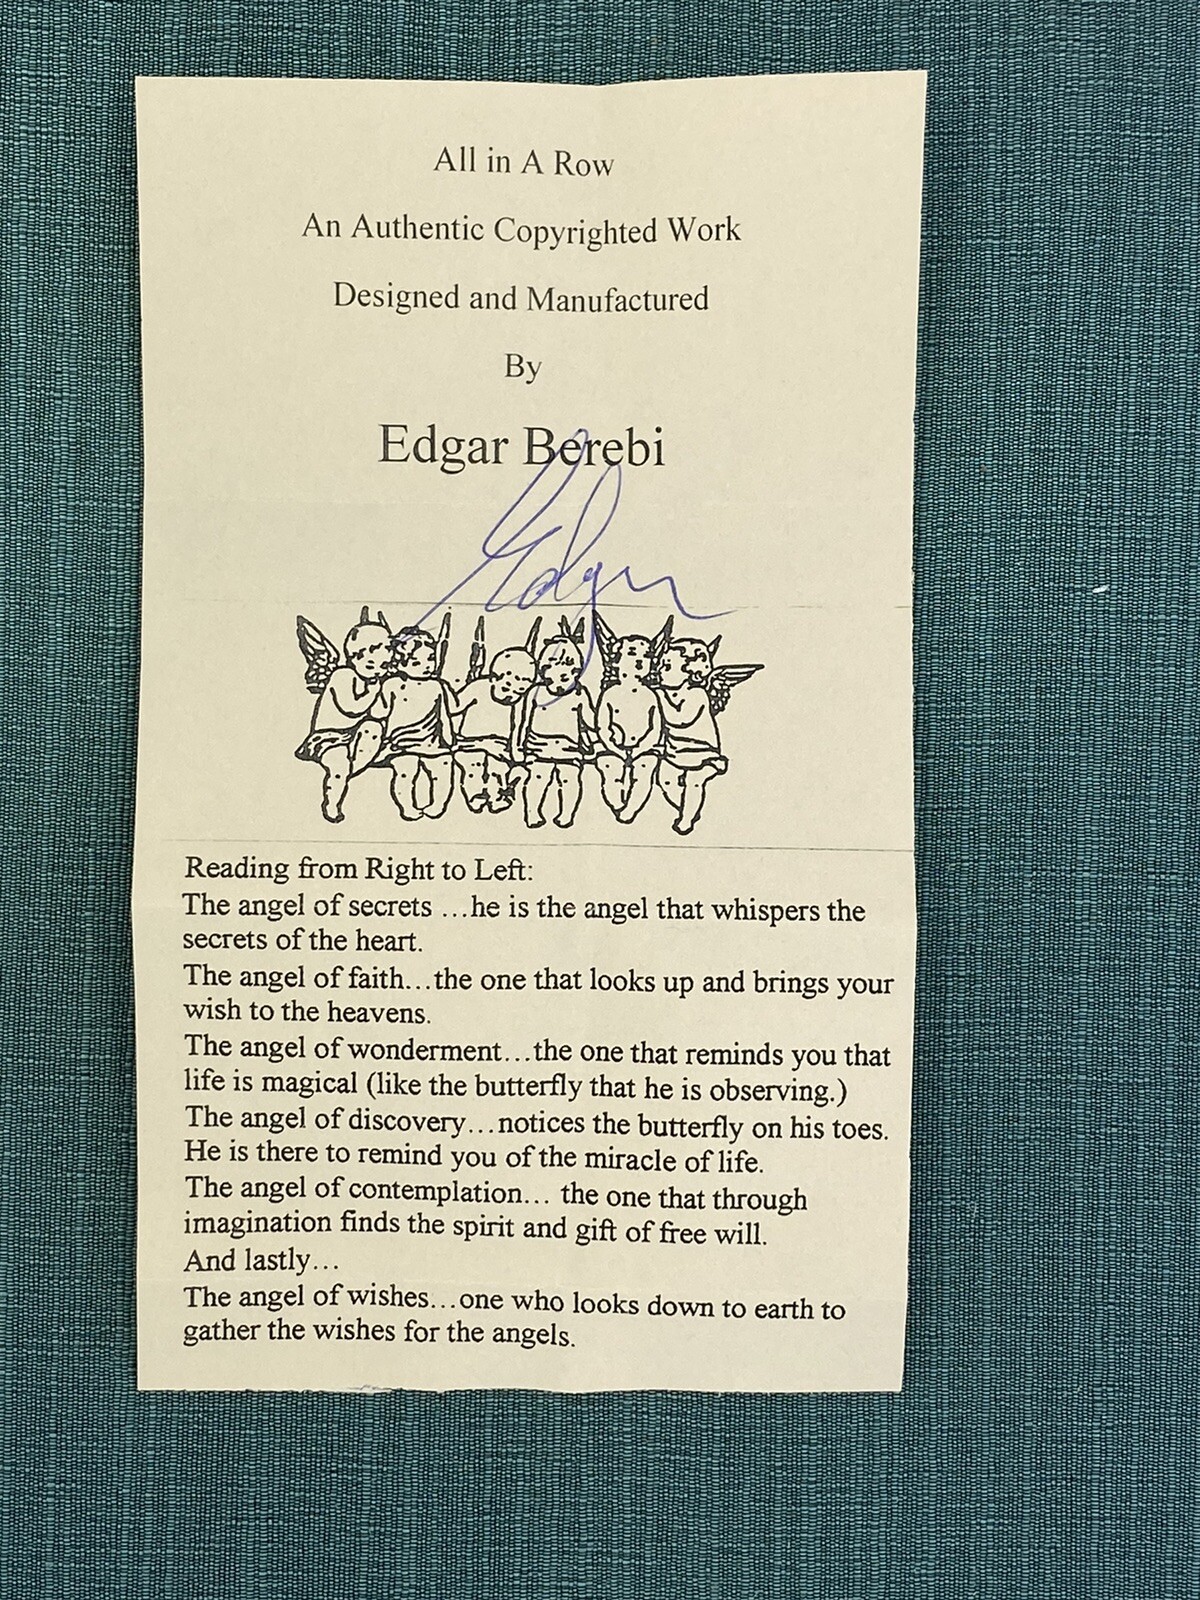 All in A Row
An Authentic Copyrighted Work
Designed and Manufactured
By
Edgar Berebi
Edgar
Reading from Right to Left:
The angel of secrets …he is the angel that whispers the
secrets of the heart.
The angel of faith…the one that looks up and brings your
wish to the heavens.
The angel of wonderment…the one that reminds you that
life is magical (like the butterfly that he is observing.)
The angel of discovery…notices the butterfly on his toes.
He is there to remind you of the miracle of life.
The angel of contemplation… the one that through
imagination finds the spirit and gift of free will.
And lastly…
The angel of wishes…one who looks down to earth to
gather the wishes for the angels.